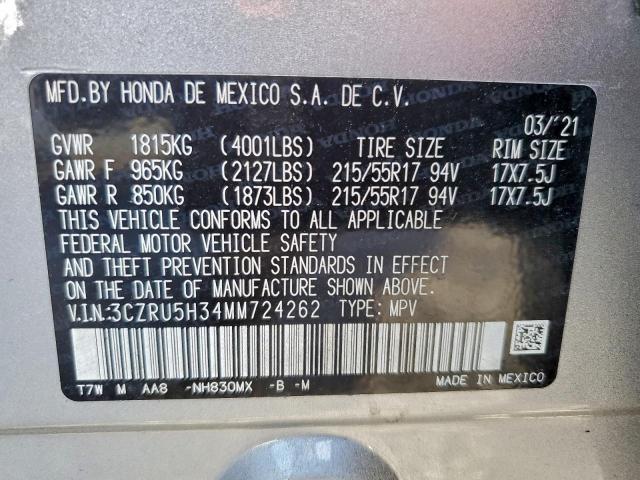 MFD.BY HONDA DE MEXICO S.A. DE C.V.
03/'21
GVWR 1815KG (4001LBS) TIRE SIZE RIM SIZE
GAWR F 965KG (2127LBS) 215/55R17 94V 17X7.5J
GAWR R 850KG (1873LBS) 215/55R17 94V 17X7.5J
THIS VEHICLE CONFORMS TO ALL APPLICABLE
FEDERAL MOTOR VEHICLE SAFETY
AND THEFT PREVENTION STANDARDS IN EFFECT
ON THE DATE OF MANUFACTURE SHOWN ABOVE.
V.I.N.:3CZRU5H34MM724262 TYPE: MPV
T7W M AA8 -NH830MX -B -M
MADE IN MEXICO